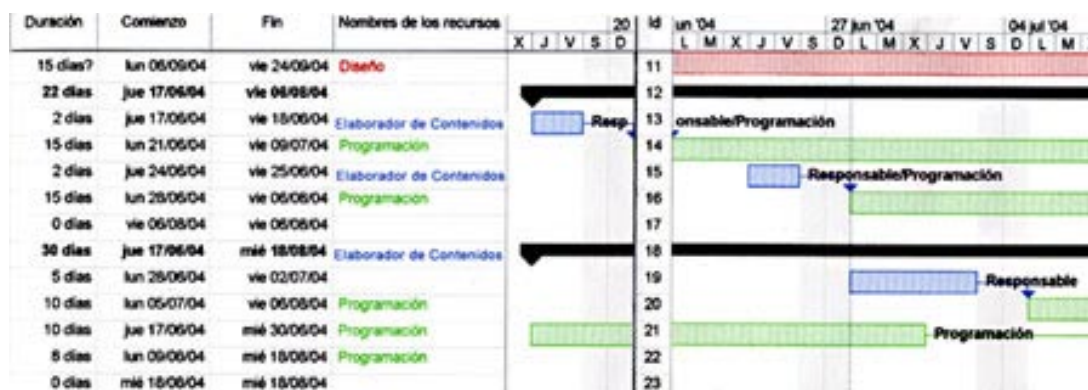 Duración Comienzo Fin Nombres de los recursos 20 Id un '04 27 jun '04 04 jul '04
X J V S D L M X J V S D L M X J V S D L M
15 días? lun 06/09/04 vie 24/09/04 Diseño 11
22 días jue 17/06/04 vie 06/08/04 12
2 días jue 17/06/04 vie 18/06/04 Elaborador de Contenidos Resp 13 onsable/Programación
15 días lun 21/06/04 vie 09/07/04 Programación 14
2 días jue 24/06/04 vie 25/06/04 Elaborador de Contenidos 15 Responsable/Programación
15 días lun 28/06/04 vie 06/08/04 Programación 16
0 días vie 06/08/04 vie 06/08/04 17
30 días jue 17/06/04 mié 18/08/04 Elaborador de Contenidos 18
5 días lun 28/06/04 vie 02/07/04 19 Responsable
10 días lun 05/07/04 vie 06/08/04 Programación 20
10 días jue 17/06/04 mié 30/06/04 Programación 21 Programación
8 días lun 09/08/04 mié 18/08/04 Programación 22
0 días mié 18/08/04 mié 18/08/04 23